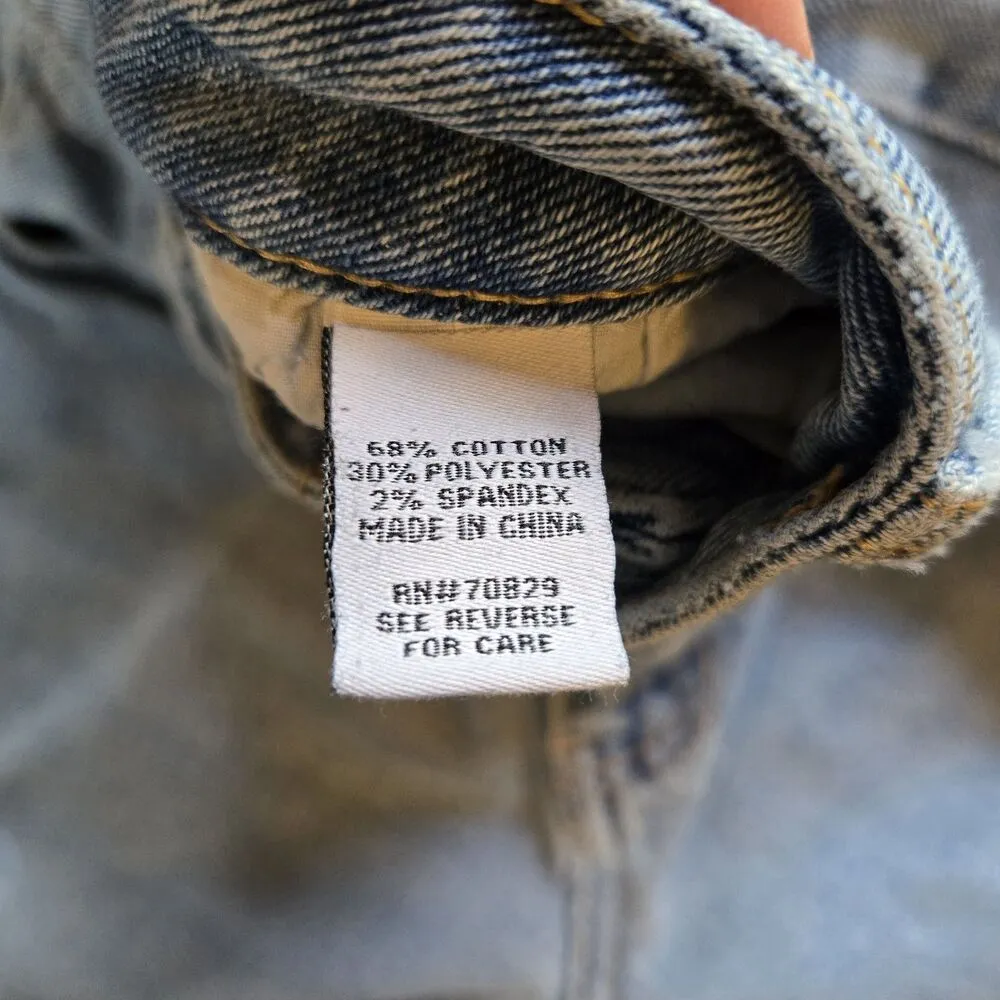 68% COTTON
30% POLYESTER
2% SPANDEX
MADE IN CHINA
RN#70829
SEE REVERSE
FOR CARE